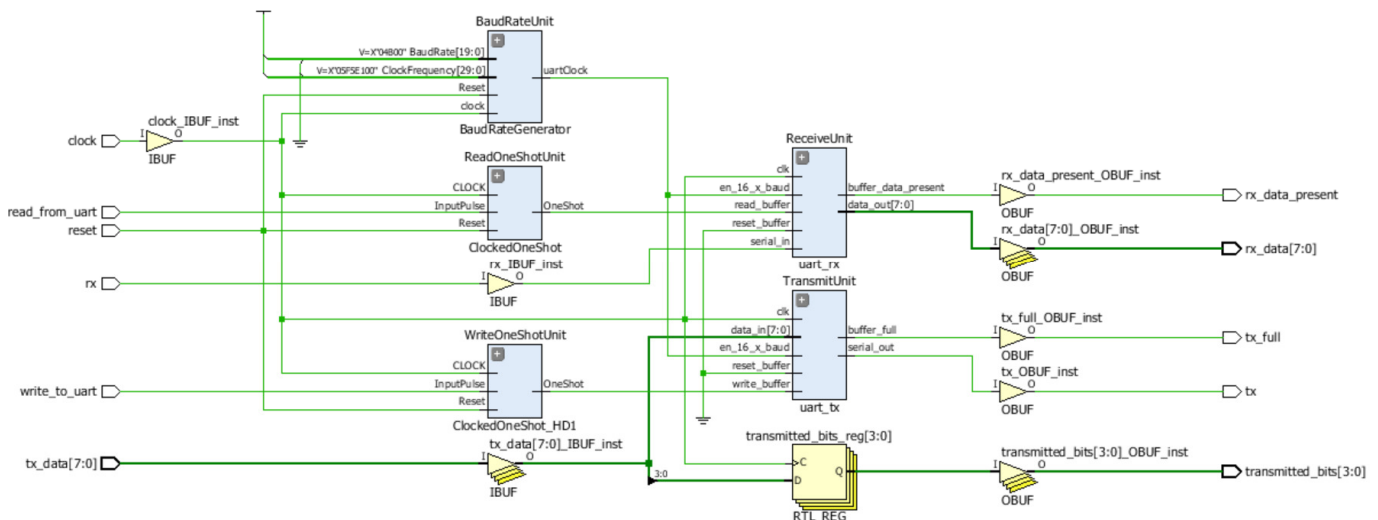 BaudRateUnit
V=X"04B00" BaudRate[19:0]
V=X"05F5E100" ClockFrequency[29:0]
Reset
clock
uartClock
BaudRateGenerator
clock
clock_IBUF_inst
I
O
IBUF
ReadOneShotUnit
CLOCK
InputPulse
Reset
OneShot
ClockedOneShot
read_from_uart
reset
rx
rx_IBUF_inst
I
O
IBUF
WriteOneShotUnit
CLOCK
InputPulse
Reset
OneShot
ClockedOneShot_HD1
write_to_uart
tx_data[7:0]
tx_data[7:0]_IBUF_inst
I
O
IBUF
3:0
ReceiveUnit
clk
en_16_x_baud
read_buffer
reset_buffer
serial_in
buffer_data_present
data_out[7:0]
uart_rx
TransmitUnit
clk
data_in[7:0]
en_16_x_baud
reset_buffer
write_buffer
buffer_full
serial_out
uart_tx
transmitted_bits_reg[3:0]
C
D
Q
RTL_REG
rx_data_present_OBUF_inst
I
O
OBUF
rx_data_present
rx_data[7:0]_OBUF_inst
I
O
OBUF
rx_data[7:0]
tx_full_OBUF_inst
I
O
OBUF
tx_full
tx_OBUF_inst
I
O
OBUF
tx
transmitted_bits[3:0]_OBUF_inst
I
O
OBUF
transmitted_bits[3:0]